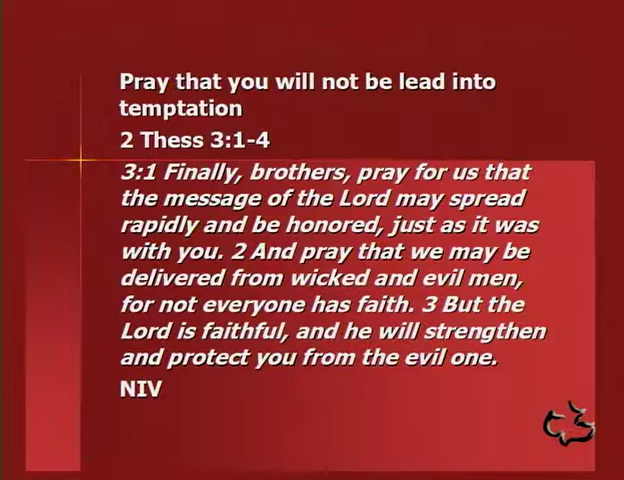 Pray that you will not be lead into
temptation
2 Thess 3:1-4
3:1 Finally, brothers, pray for us that
the message of the Lord may spread
rapidly and be honored, just as it was
with you. 2 And pray that we may be
delivered from wicked and evil men,
for not everyone has faith. 3 But the
Lord is faithful, and he will strengthen
and protect you from the evil one.
NIV